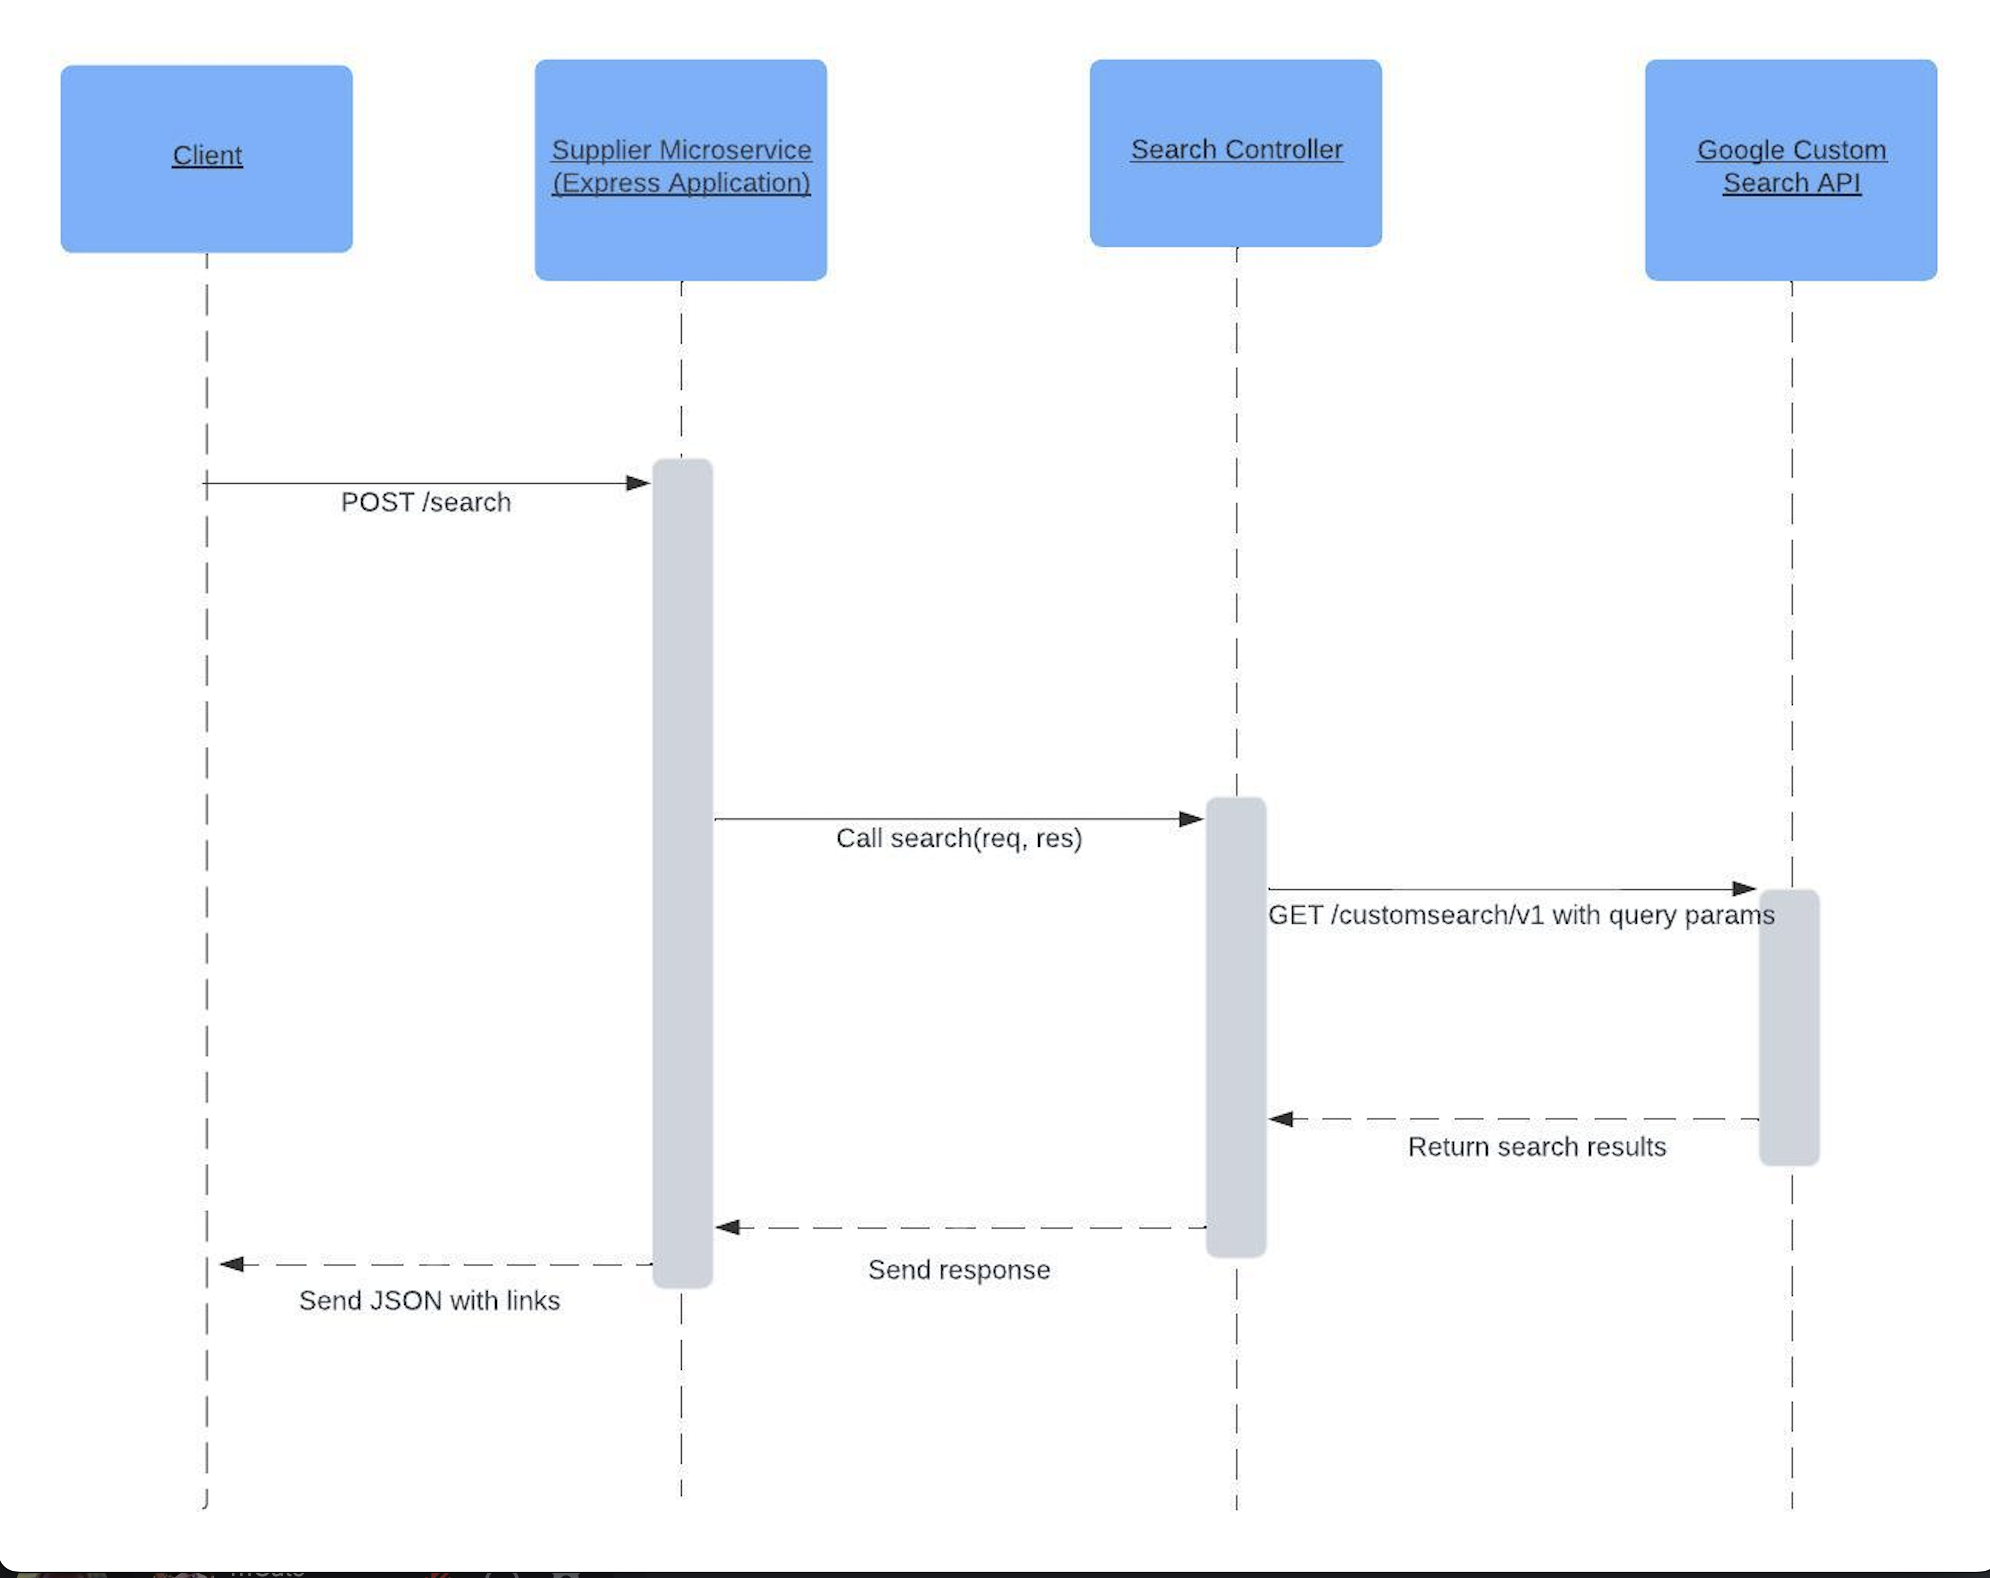 Client
Supplier Microservice
(Express Application)
Search Controller
Google Custom
Search API
POST /search
Call search(req, res)
GET /customsearch/v1 with query params
Return search results
Send response
Send JSON with links